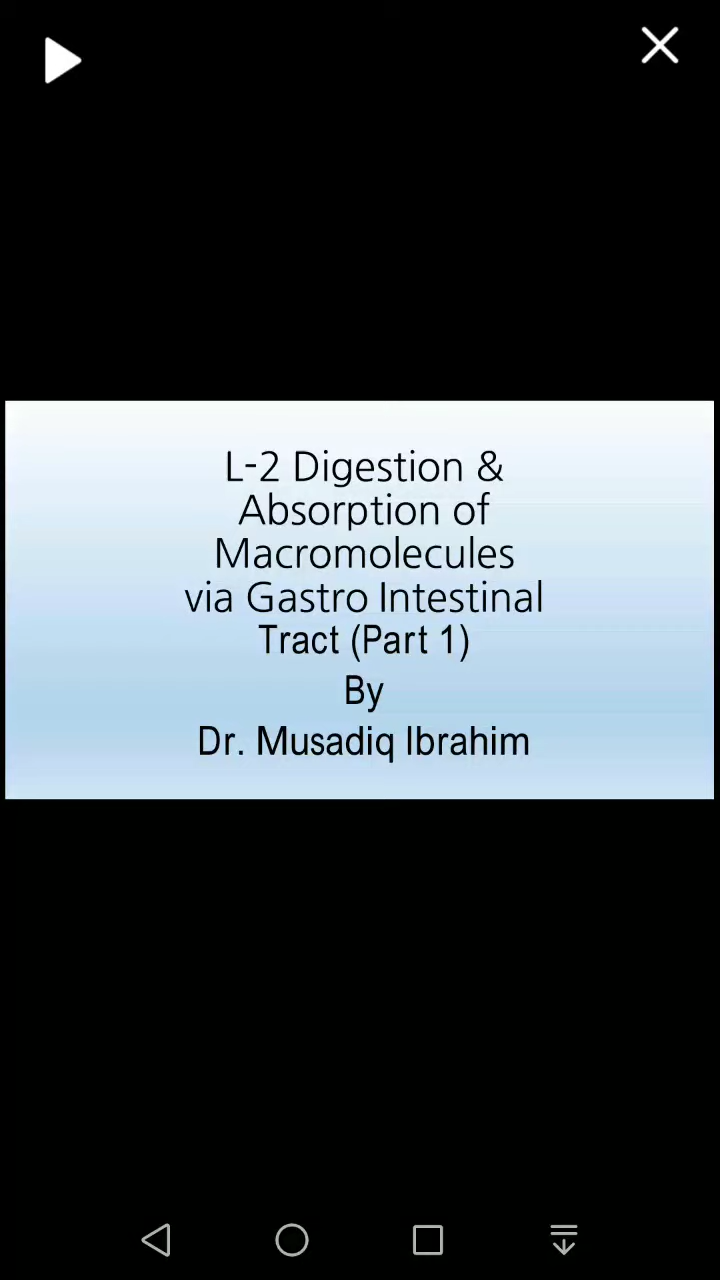 L-2 Digestion &
Absorption of
Macromolecules
via Gastro Intestinal
Tract (Part 1)
By
Dr. Musadiq Ibrahim